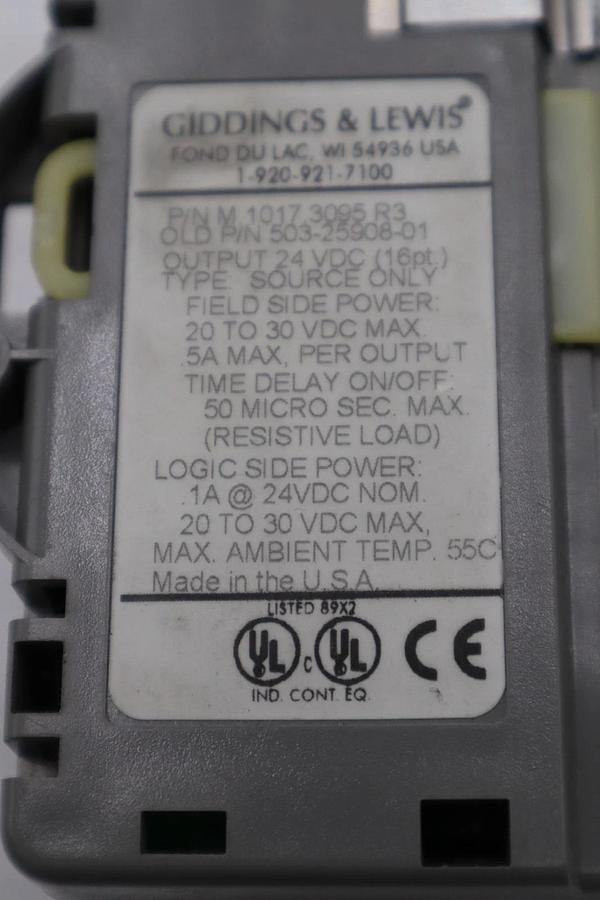 GIDDINGS & LEWIS®
FOND DU LAC, WI 54936 USA
1-920-921-7100
P/N M.1017.3095 R3
OLD P/N 503-25908-01
OUTPUT 24 VDC (16pt.)
TYPE: SOURCE ONLY
FIELD SIDE POWER:
20 TO 30 VDC MAX.
.5A MAX, PER OUTPUT
TIME DELAY ON/OFF:
50 MICRO SEC. MAX.
(RESISTIVE LOAD)
LOGIC SIDE POWER:
.1A @ 24VDC NOM.
20 TO 30 VDC MAX,
MAX. AMBIENT TEMP. 55C
Made in the U.S.A.
LISTED 89X2
UL c UL CE
IND. CONT. EQ.